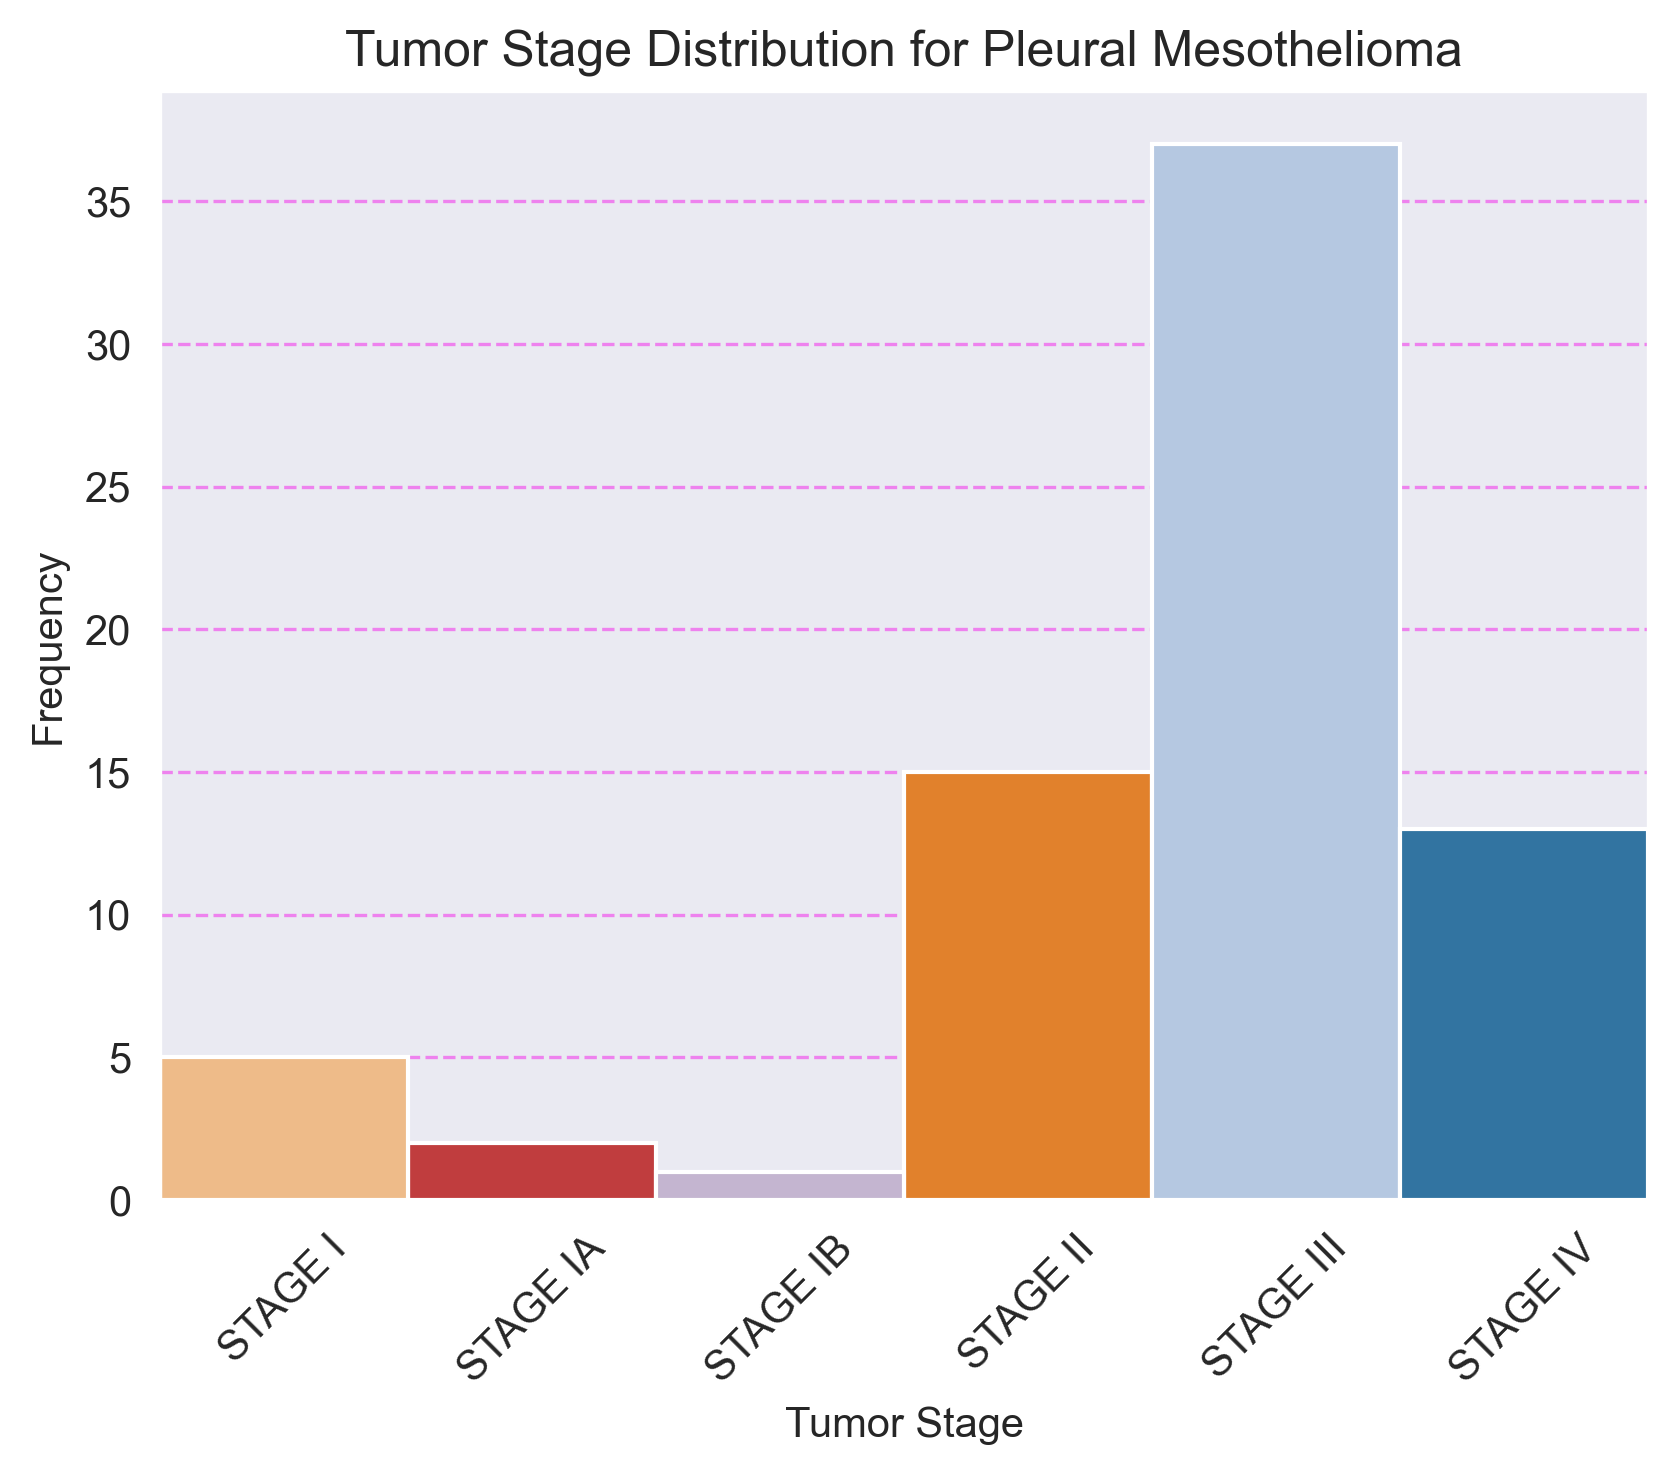 Tumor Stage Distribution for Pleural Mesothelioma
Frequency
35
30
25
20
15
10
5
0
STAGE I
STAGE IA
STAGE IB
STAGE II
STAGE III
STAGE IV
Tumor Stage